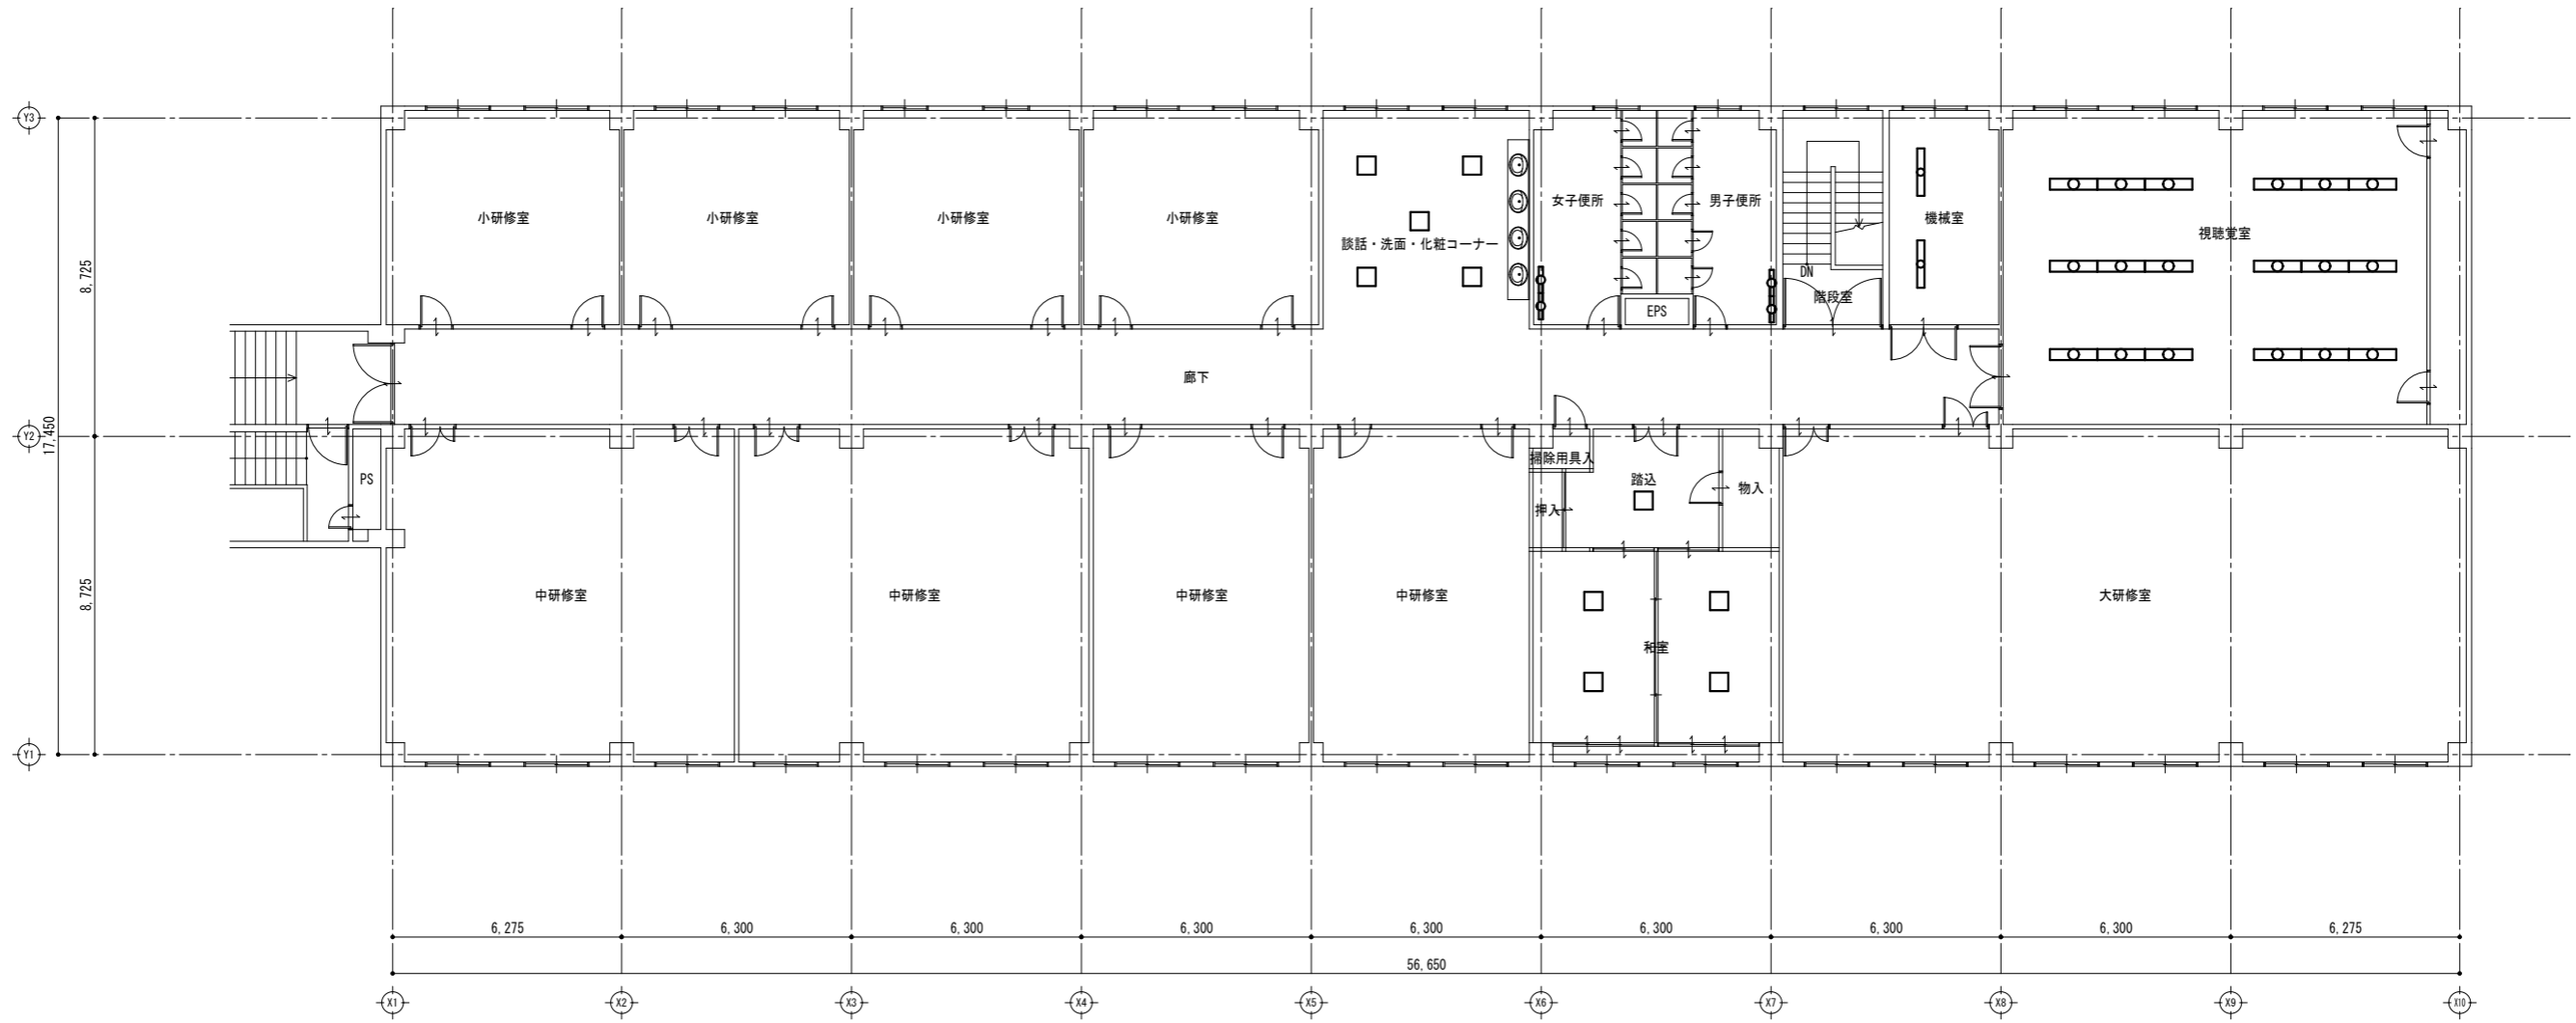 Y3
8,725
小研修室
小研修室
小研修室
小研修室
談話・洗面・化粧コーナー
女子便所
男子便所
EPS
DN
階段室
機械室
視聴覚室
廊下
Y2
17,450
PS
掃除用具入
踏込
押入
物入
8,725
中研修室
中研修室
中研修室
中研修室
和室
大研修室
Y1
6,275
6,300
6,300
6,300
6,300
6,300
6,300
6,300
6,275
56,650
X1
X2
X3
X4
X5
X6
X7
X8
X9
X10